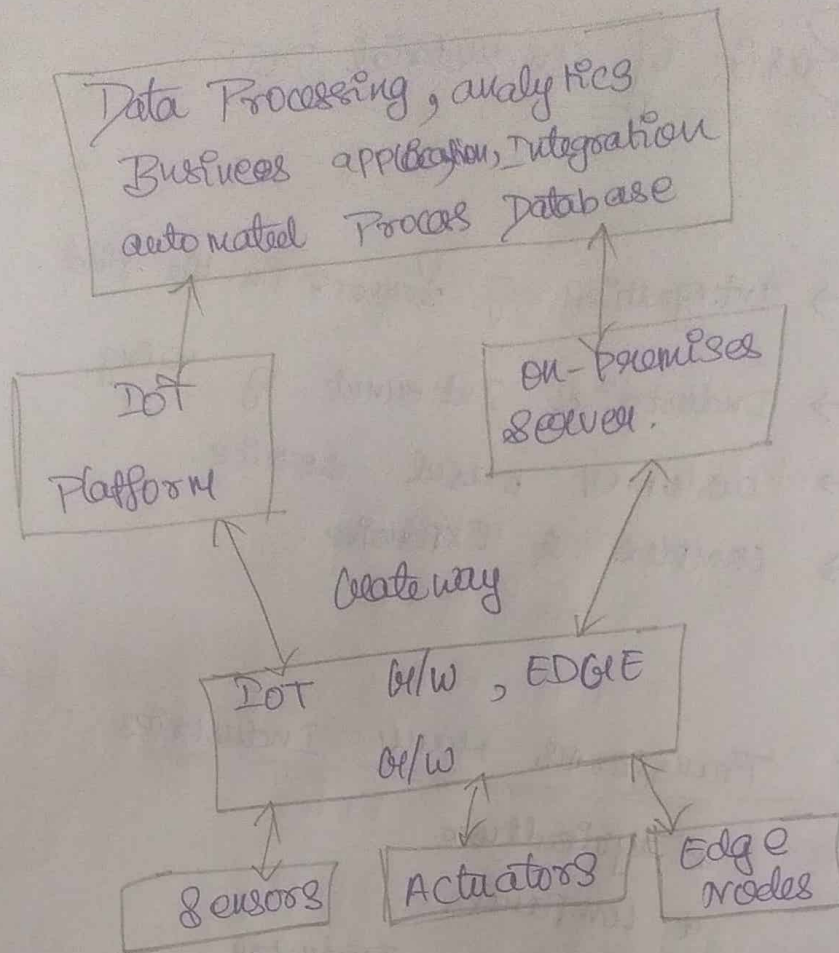 Data Processing, analytics
Business application, Integration
automated Process Database
IOT
Platform
on-premises
server.
Gateway
IOT G/W, EDGE
G/W
Sensors
Actuators
Edge
Nodes